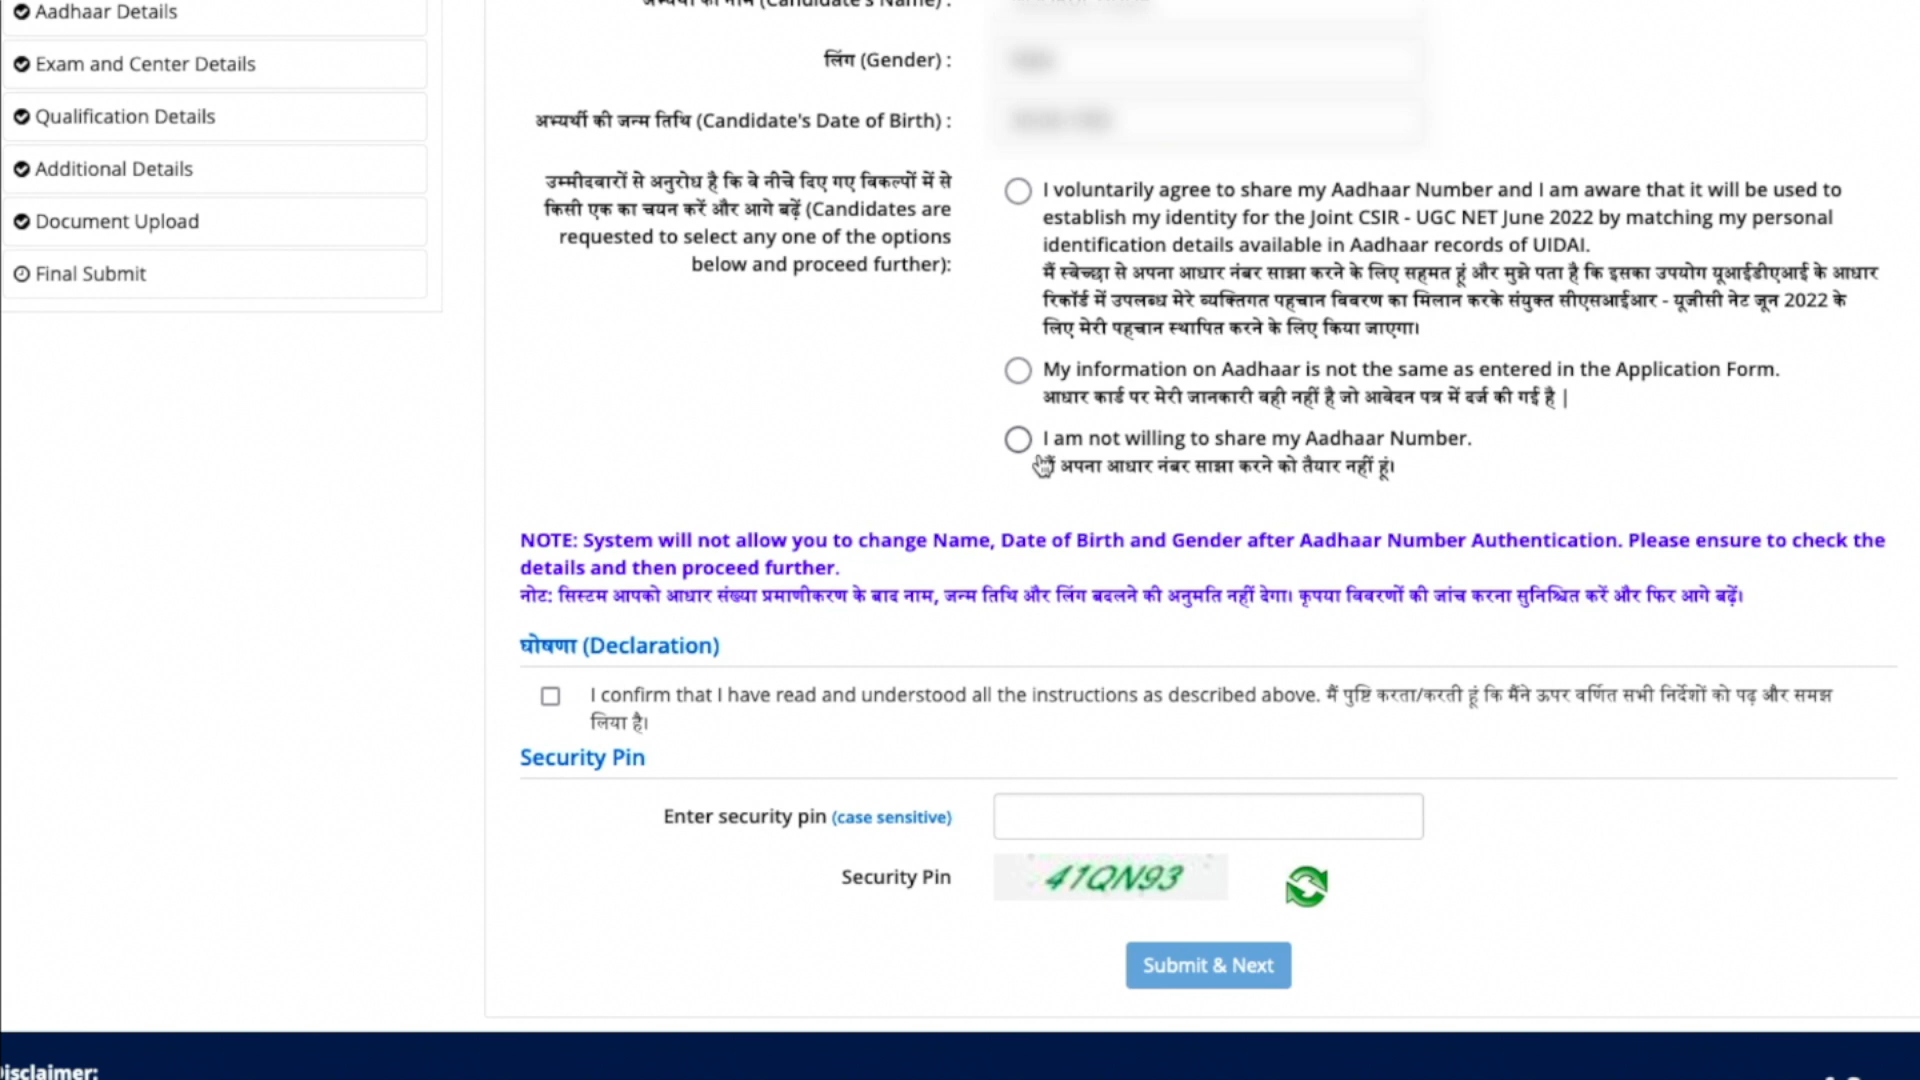 Aadhaar Details
Exam and Center Details
Qualification Details
Additional Details
Document Upload
Final Submit
लिंग (Gender) :
अभ्यर्थी की जन्म तिथि (Candidate's Date of Birth) :
उम्मीदवारों से अनुरोध है कि वे नीचे दिए गए विकल्पों में से
किसी एक का चयन करें और आगे बढ़ें (Candidates are
requested to select any one of the options
below and proceed further):
I voluntarily agree to share my Aadhaar Number and I am aware that it will be used to
establish my identity for the Joint CSIR - UGC NET June 2022 by matching my personal
identification details available in Aadhaar records of UIDAI.
मैं स्वेच्छा से अपना आधार नंबर साझा करने के लिए सहमत हूं और मुझे पता है कि इसका उपयोग यूआईडीएआई के आधार
रिकॉर्ड में उपलब्ध मेरे व्यक्तिगत पहचान विवरण का मिलान करके संयुक्त सीएसआईआर - यूजीसी नेट जून 2022 के
लिए मेरी पहचान स्थापित करने के लिए किया जाएगा।
My information on Aadhaar is not the same as entered in the Application Form.
आधार कार्ड पर मेरी जानकारी वही नहीं है जो आवेदन पत्र में दर्ज की गई है |
I am not willing to share my Aadhaar Number.
अपना आधार नंबर साझा करने को तैयार नहीं हूं।
NOTE: System will not allow you to change Name, Date of Birth and Gender after Aadhaar Number Authentication. Please ensure to check the
details and then proceed further.
नोट: सिस्टम आपको आधार संख्या प्रमाणीकरण के बाद नाम, जन्म तिथि और लिंग बदलने की अनुमति नहीं देगा। कृपया विवरणों की जांच करना सुनिश्चित करें और फिर आगे बढ़ें।
घोषणा (Declaration)
I confirm that I have read and understood all the instructions as described above. मैं पुष्टि करता/करती हूं कि मैंने ऊपर वर्णित सभी निर्देशों को पढ़ और समझ
लिया है।
Security Pin
Enter security pin (case sensitive)
Security Pin
41QN93
Submit & Next
isclaimer: